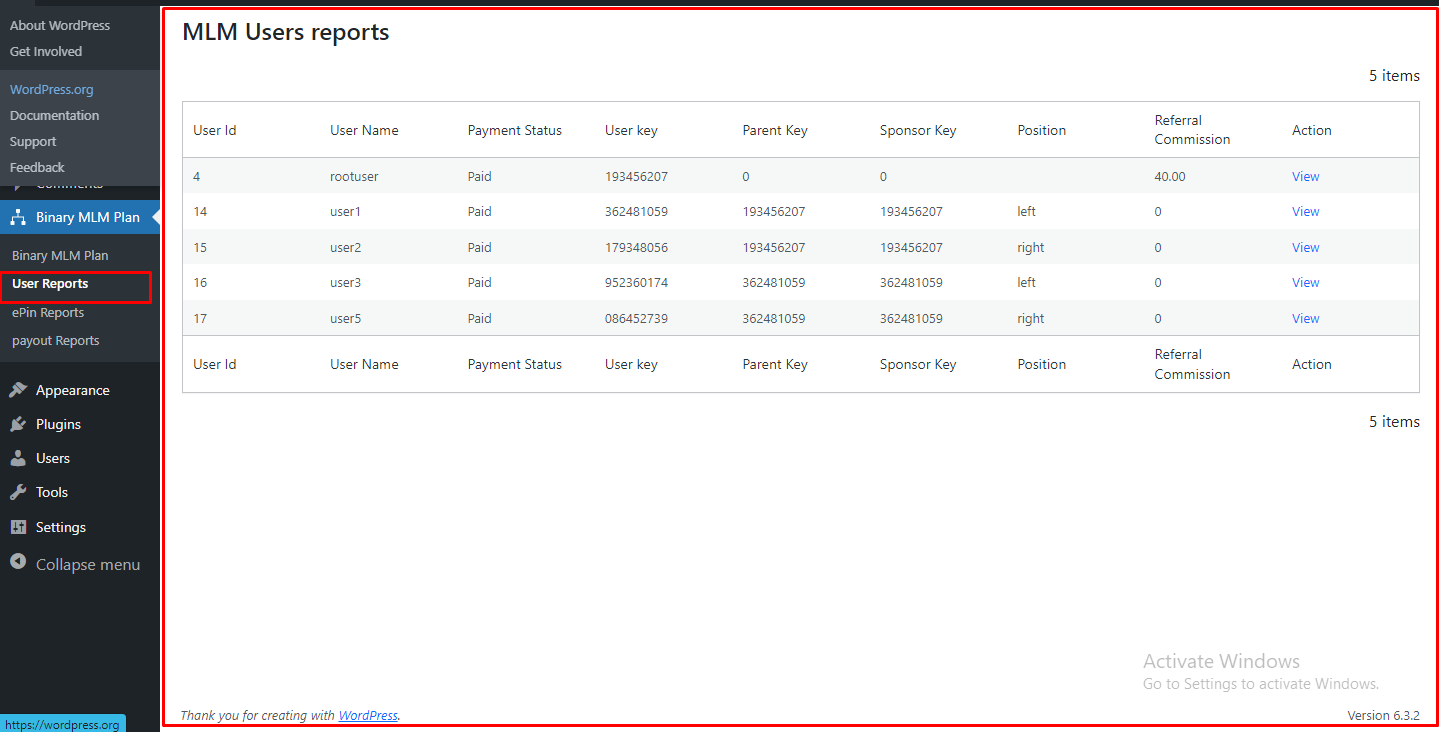 About WordPress
Get Involved
WordPress.org
Documentation
Support
Feedback
Comments
Binary MLM Plan
Binary MLM Plan
User Reports
ePin Reports
payout Reports
Appearance
Plugins
Users
Tools
Settings
Collapse menu
https://wordpress.org
MLM Users reports
5 items
User Id User Name Payment Status User key Parent Key Sponsor Key Position Referral Commission Action
4 rootuser Paid 193456207 0 0 40.00 View
14 user1 Paid 362481059 193456207 193456207 left 0 View
15 user2 Paid 179348056 193456207 193456207 right 0 View
16 user3 Paid 952360174 362481059 362481059 left 0 View
17 user5 Paid 086452739 362481059 362481059 right 0 View
User Id User Name Payment Status User key Parent Key Sponsor Key Position Referral Commission Action
5 items
Activate Windows
Go to Settings to activate Windows.
Thank you for creating with WordPress.
Version 6.3.2